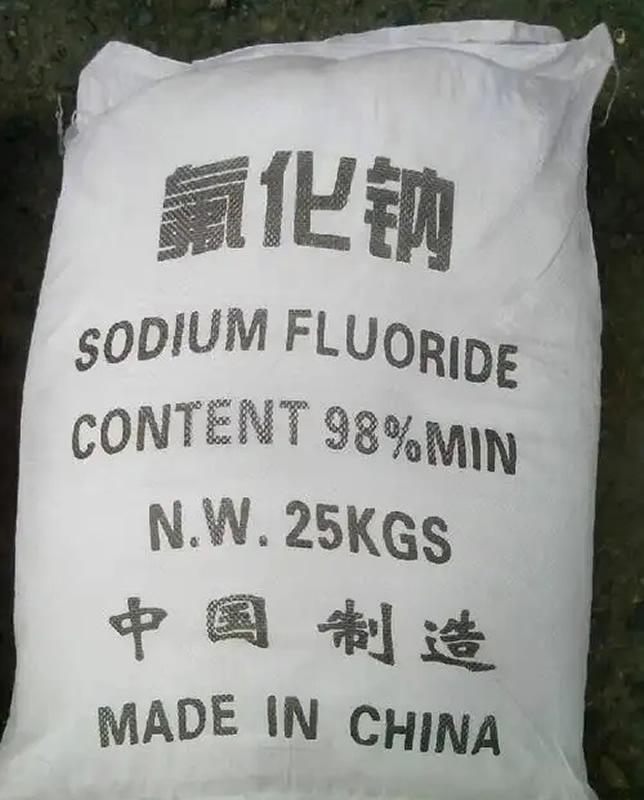 氟化钠
SODIUM FLUORIDE
CONTENT 98%MIN
N.W. 25KGS
中国制造
MADE IN CHINA